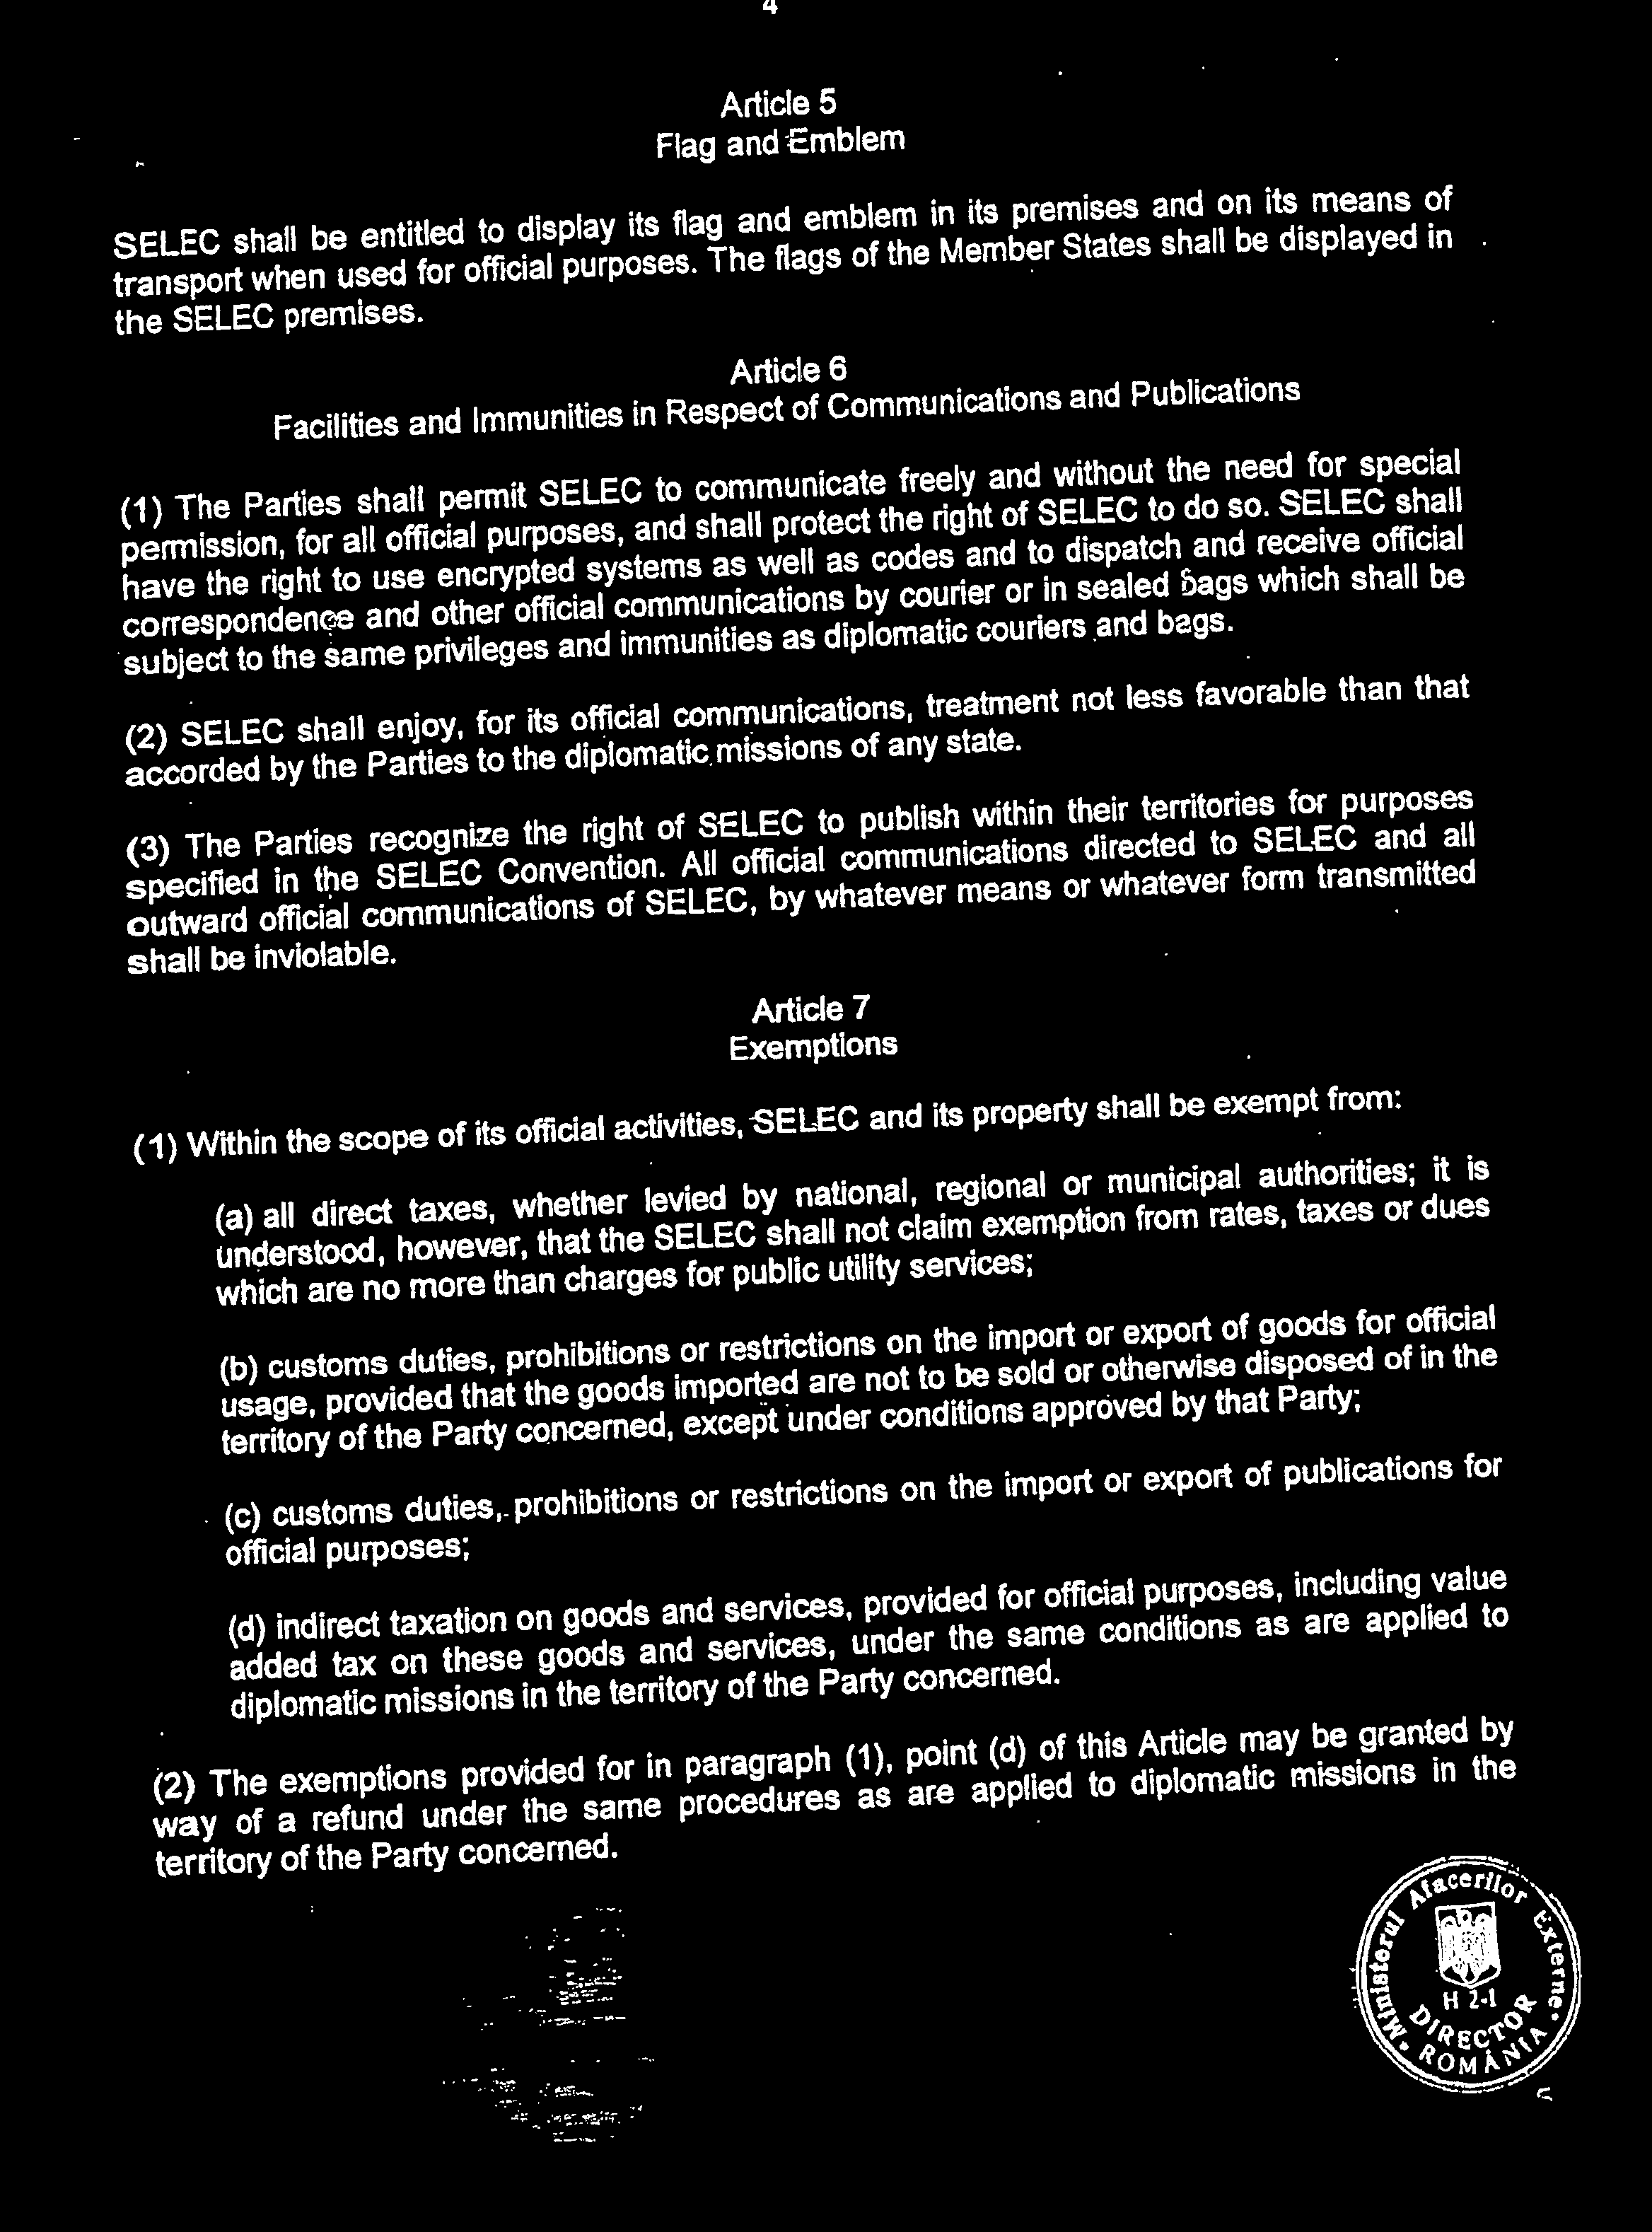 4
Article 5
Flag and Emblem
SELEC shall be entitled to display its flag and emblem in its premises and on its means of
transport when used for official purposes. The flags of the Member States shall be displayed in
the SELEC premises.
Article 6
Facilities and Immunities in Respect of Communications and Publications
(1) The Parties shall permit SELEC to communicate freely and without the need for special
permission, for all official purposes, and shall protect the right of SELEC to do so. SELEC shall
have the right to use encrypted systems as well as codes and to dispatch and receive official
correspondence and other official communications by courier or in sealed bags which shall be
subject to the same privileges and immunities as diplomatic couriers and bags.
(2) SELEC shall enjoy, for its official communications, treatment not less favorable than that
accorded by the Parties to the diplomatic missions of any state.
(3) The Parties recognize the right of SELEC to publish within their territories for purposes
specified in the SELEC Convention. All official communications directed to SELEC and all
outward official communications of SELEC, by whatever means or whatever form transmitted
shall be inviolable.
Article 7
Exemptions
(1) Within the scope of its official activities, SELEC and its property shall be exempt from:
(a) all direct taxes, whether levied by national, regional or municipal authorities; it is
understood, however, that the SELEC shall not claim exemption from rates, taxes or dues
which are no more than charges for public utility services;
(b) customs duties, prohibitions or restrictions on the import or export of goods for official
usage, provided that the goods imported are not to be sold or otherwise disposed of in the
territory of the Party concerned, except under conditions approved by that Party;
(c) customs duties, prohibitions or restrictions on the import or export of publications for
official purposes;
(d) indirect taxation on goods and services, provided for official purposes, including value
added tax on these goods and services, under the same conditions as are applied to
diplomatic missions in the territory of the Party concerned.
(2) The exemptions provided for in paragraph (1), point (d) of this Article may be granted by
way of a refund under the same procedures as are applied to diplomatic missions in the
territory of the Party concerned.
Ministerul Afacerilor Externe
H 2-1
DIRECTOR
ROMÂNIA